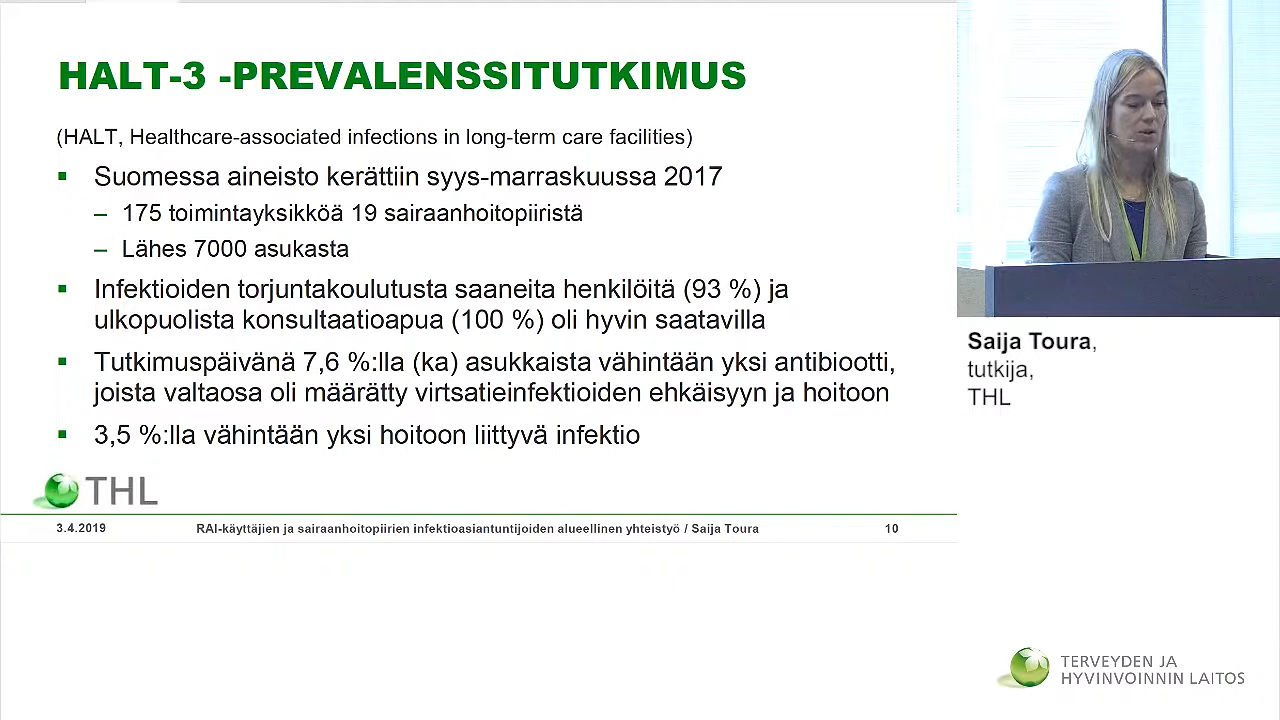 HALT-3 -PREVALENSSITUTKIMUS
(HALT, Healthcare-associated infections in long-term care facilities)
▪ Suomessa aineisto kerättiin syys-marraskuussa 2017
– 175 toimintayksikköä 19 sairaanhoitopiiristä
– Lähes 7000 asukasta
▪ Infektioiden torjuntakoulutusta saaneita henkilöitä (93 %) ja
ulkopuolista konsultaatioapua (100 %) oli hyvin saatavilla
▪ Tutkimuspäivänä 7,6 %:lla (ka) asukkaista vähintään yksi antibiootti,
joista valtaosa oli määrätty virtsatieinfektioiden ehkäisyyn ja hoitoon
▪ 3,5 %:lla vähintään yksi hoitoon liittyvä infektio
THL
3.4.2019 RAI-käyttäjien ja sairaanhoitopiirien infektioasiantuntijoiden alueellinen yhteistyö / Saija Toura 10
Saija Toura,
tutkija,
THL
TERVEYDEN JA
HYVINVOINNIN LAITOS